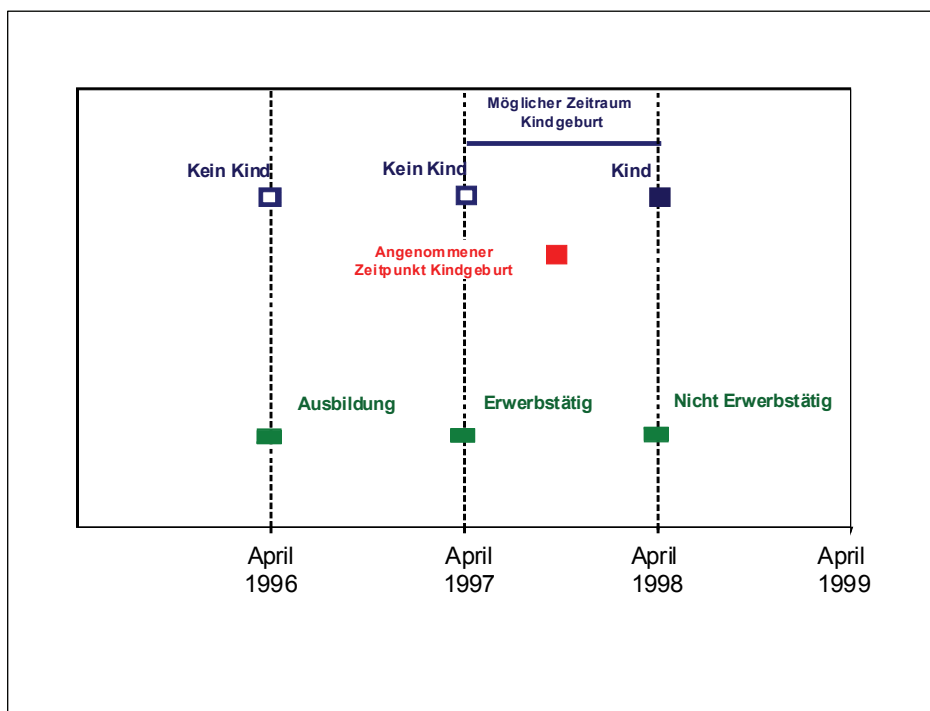 Möglicher Zeitraum
Kindgeburt
Kein Kind
Kein Kind
Kind
Angenommener
Zeitpunkt Kindgeburt
Ausbildung
Erwerbstätig
Nicht Erwerbstätig
April
1996
April
1997
April
1998
April
1999